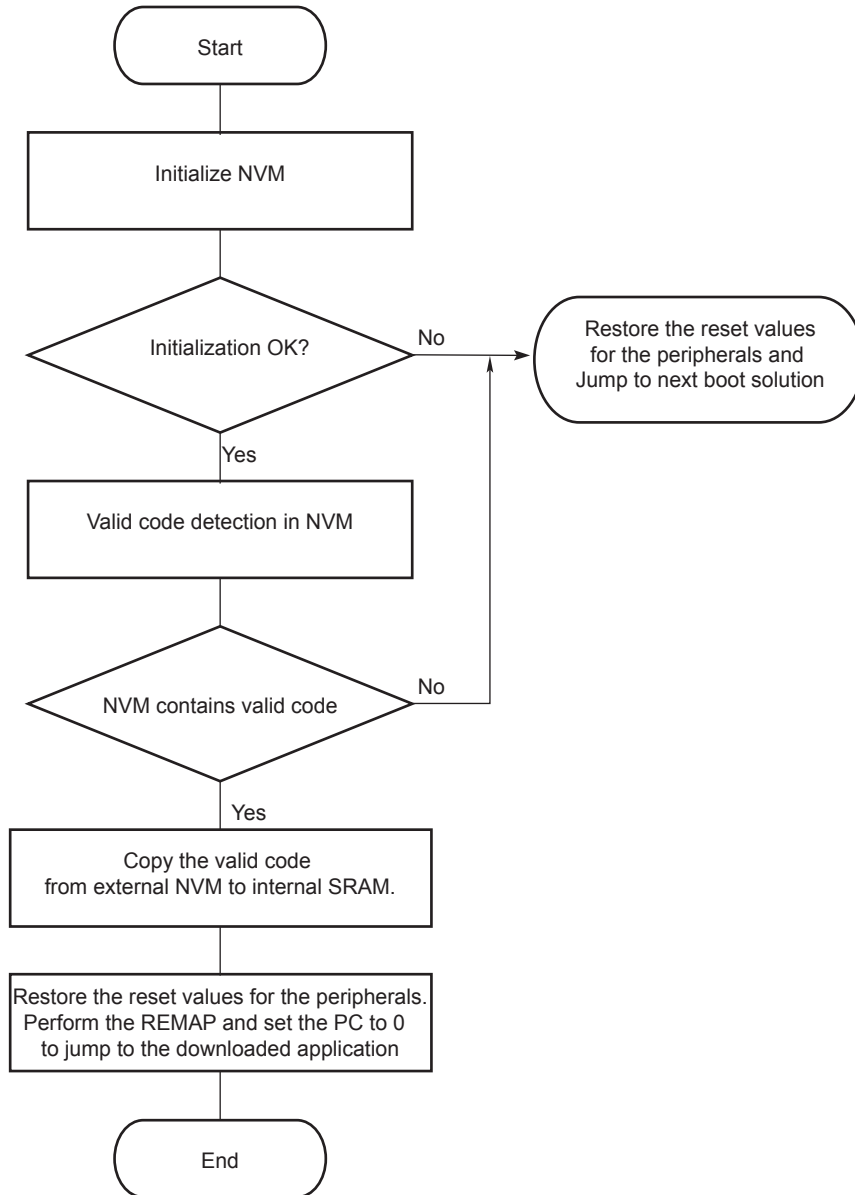 Start
Initialize NVM
Initialization OK?
No
Restore the reset values
for the peripherals and
Jump to next boot solution
Yes
Valid code detection in NVM
NVM contains valid code
No
Yes
Copy the valid code
from external NVM to internal SRAM.
Restore the reset values for the peripherals.
Perform the REMAP and set the PC to 0
to jump to the downloaded application
End